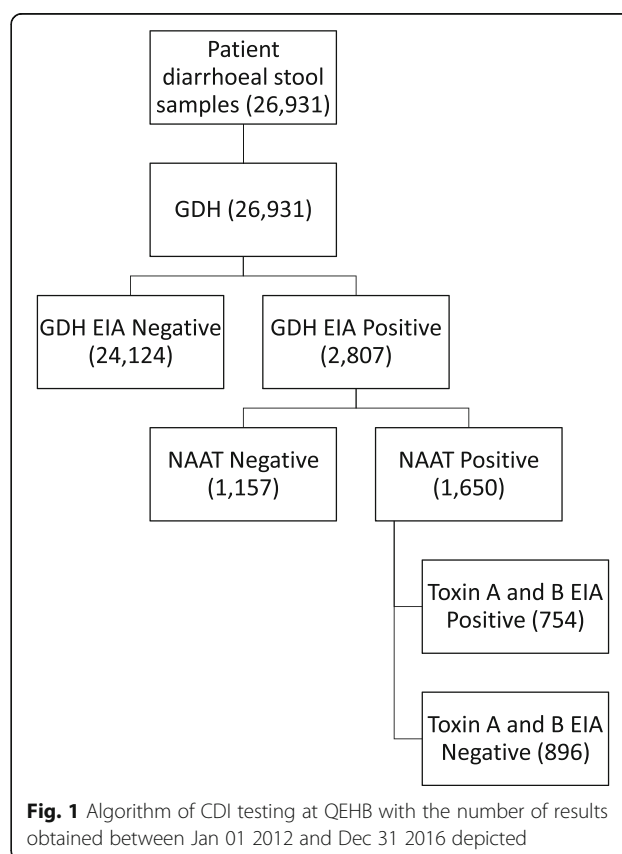 Patient
diarrhoeal stool
samples (26,931)
GDH (26,931)
GDH EIA Negative
(24,124)
GDH EIA Positive
(2,807)
NAAT Negative
(1,157)
NAAT Positive
(1,650)
Toxin A and B EIA
Positive (754)
Toxin A and B EIA
Negative (896)
Fig. 1 Algorithm of CDI testing at QEHB with the number of results
obtained between Jan 01 2012 and Dec 31 2016 depicted